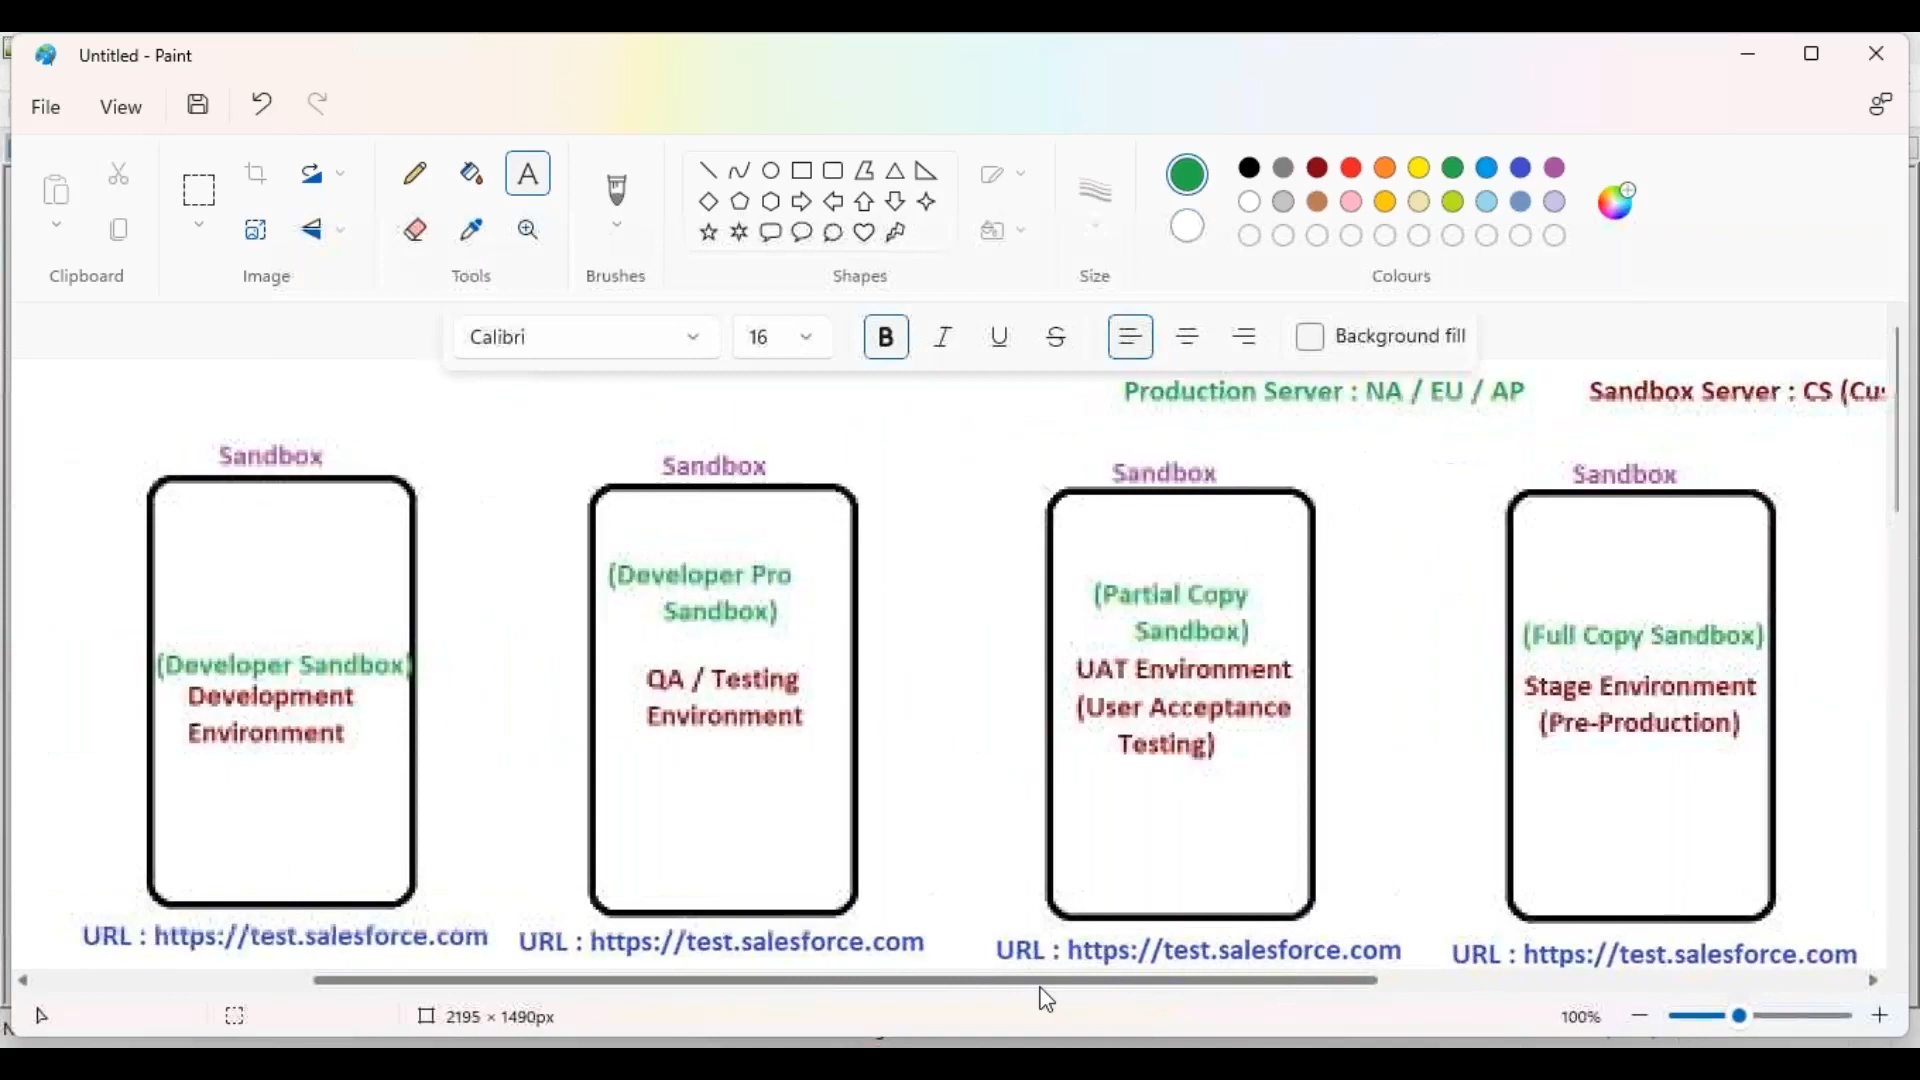 Untitled - Paint
File View
Clipboard Image Tools Brushes Shapes Size Colours
Calibri 16 B I U S Background fill
Production Server : NA / EU / AP Sandbox Server : CS (Cus
Sandbox
(Developer Sandbox)
Development
Environment
URL : https://test.salesforce.com
Sandbox
(Developer Pro
Sandbox)
QA / Testing
Environment
URL : https://test.salesforce.com
Sandbox
(Partial Copy
Sandbox)
UAT Environment
(User Acceptance
Testing)
URL : https://test.salesforce.com
Sandbox
(Full Copy Sandbox)
Stage Environment
(Pre-Production)
URL : https://test.salesforce.com
2195 × 1490px 100%